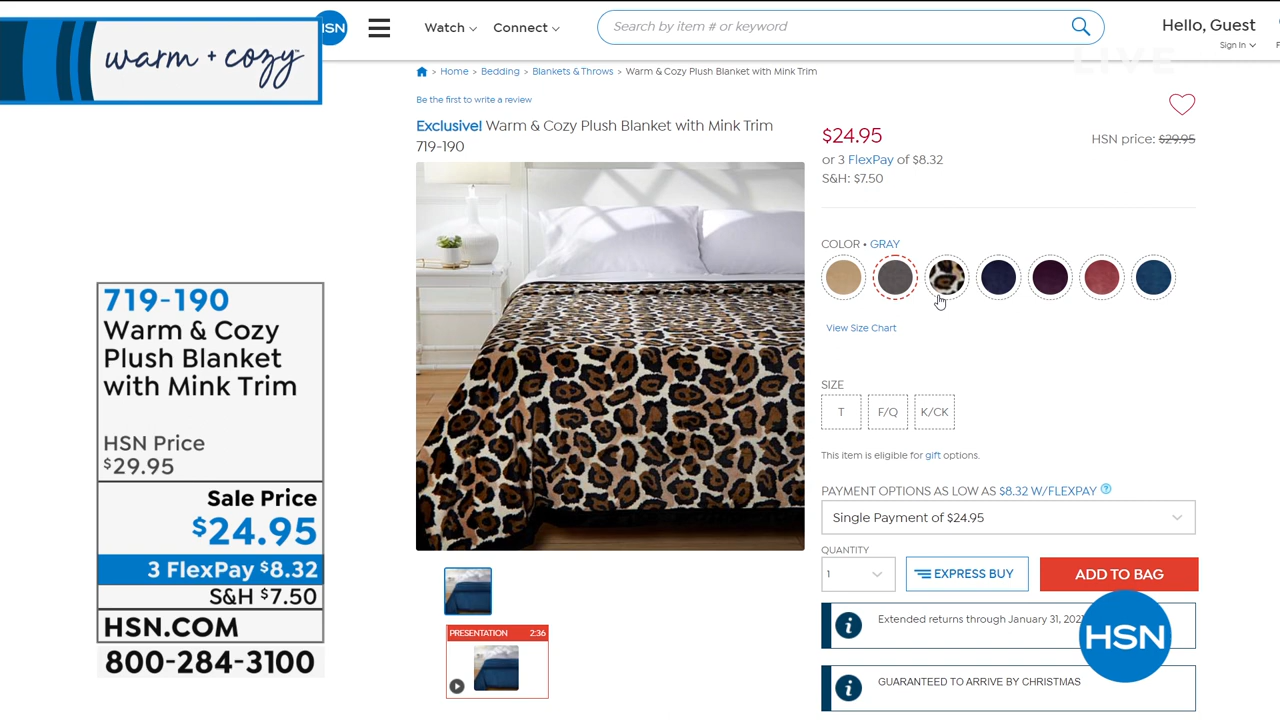 warm + cozy™
HSN
Watch
Connect
Search by item # or keyword
Hello, Guest
Sign In
LIVE
> Home > Bedding > Blankets & Throws > Warm & Cozy Plush Blanket with Mink Trim
Be the first to write a review
Exclusive! Warm & Cozy Plush Blanket with Mink Trim
719-190
$24.95
HSN price: $29.95
or 3 FlexPay of $8.32
S&H: $7.50
COLOR • GRAY
View Size Chart
SIZE
T F/Q K/CK
This item is eligible for gift options.
PAYMENT OPTIONS AS LOW AS $8.32 W/FLEXPAY ?
Single Payment of $24.95
QUANTITY
1
EXPRESS BUY
ADD TO BAG
Extended returns through January 31, 202
GUARANTEED TO ARRIVE BY CHRISTMAS
HSN
PRESENTATION 2:36
719-190
Warm & Cozy
Plush Blanket
with Mink Trim
HSN Price
$29.95
Sale Price
$24.95
3 FlexPay $8.32
S&H $7.50
HSN.COM
800-284-3100